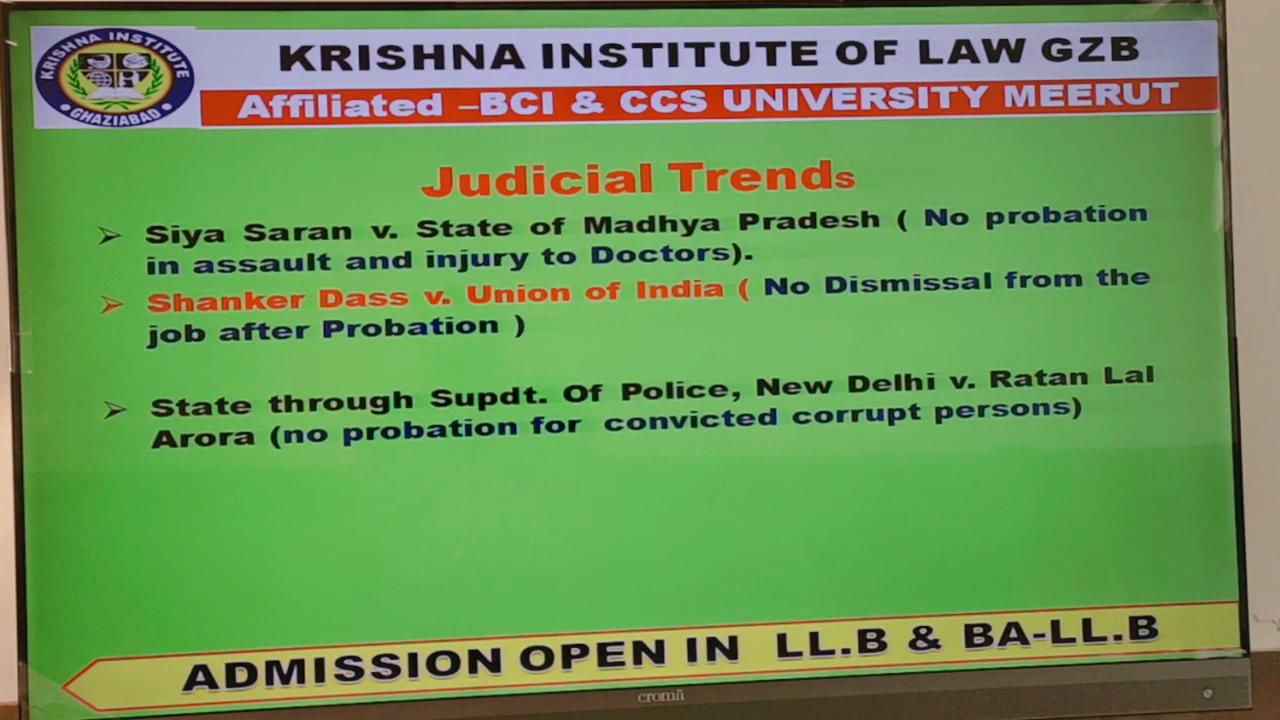 KRISHNA INSTITUTE
GHAZIABAD
KRISHNA INSTITUTE OF LAW GZB
Affiliated –BCI & CCS UNIVERSITY MEERUT
Judicial Trends
➢ Siya Saran v. State of Madhya Pradesh ( No probation
in assault and injury to Doctors).
➢ Shanker Dass v. Union of India ( No Dismissal from the
job after Probation )
➢ State through Supdt. Of Police, New Delhi v. Ratan Lal
Arora (no probation for convicted corrupt persons)
ADMISSION OPEN IN LL.B & BA-LL.B
cromā